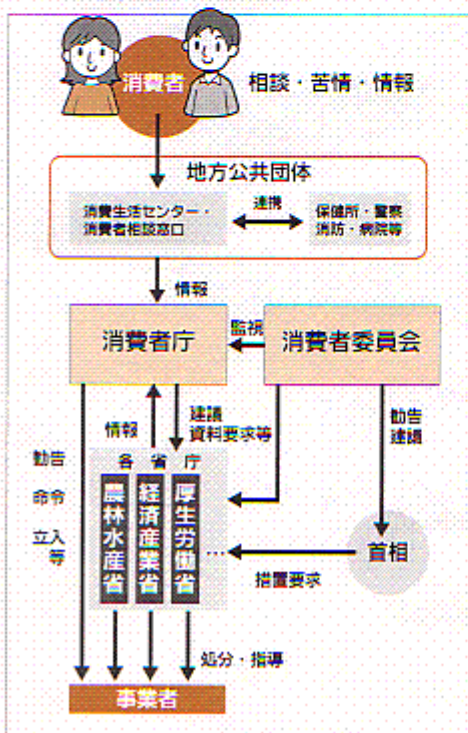 消費者
相談・苦情・情報
地方公共団体
消費生活センター・
消費者相談窓口
連携
保健所・警察
消防・病院等
情報
消費者庁
監視
消費者委員会
情報
建議
資料要求等
勧告
建議
勧告
命令
立入
等
各省庁
農林水産省
経済産業省
厚生労働省
…
首相
措置要求
処分・指導
事業者